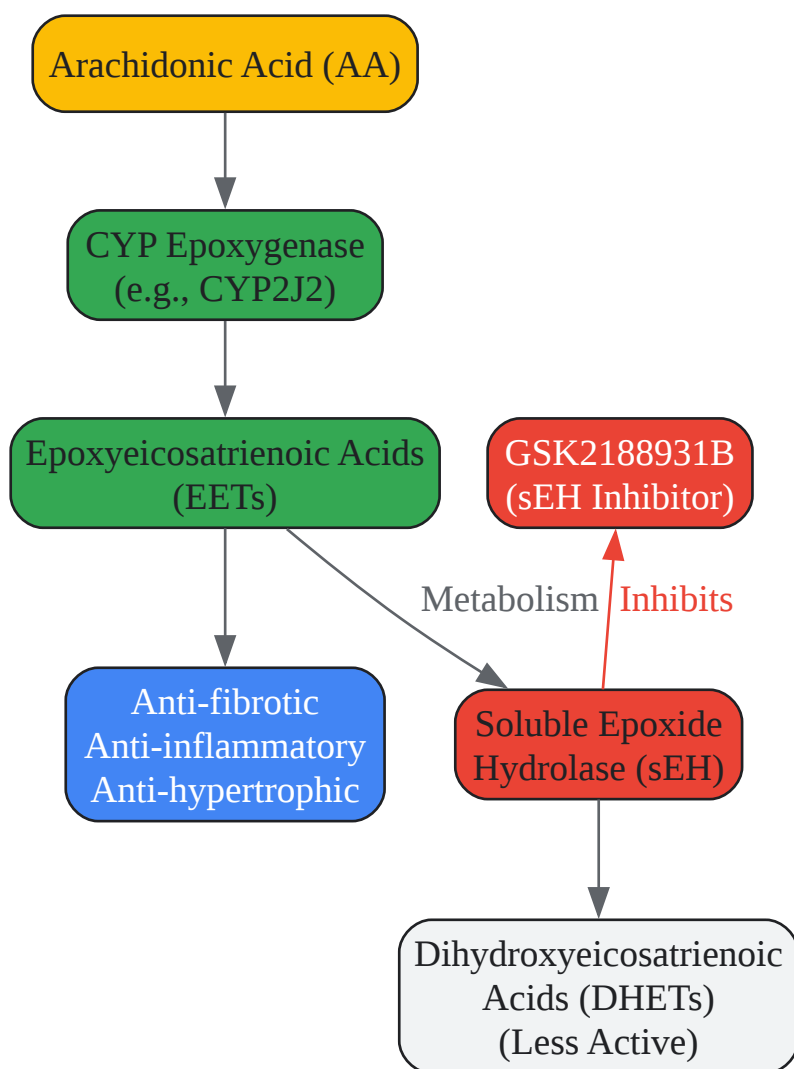 Arachidonic Acid (AA)
CYP Epoxygenase
(e.g., CYP2J2)
Epoxyeicosatrienoic Acids
(EETs)
GSK2188931B
(sEH Inhibitor)
Metabolism
Inhibits
Anti-fibrotic
Anti-inflammatory
Anti-hypertrophic
Soluble Epoxide
Hydrolase (sEH)
Dihydroxyeicosatrienoic
Acids (DHETs)
(Less Active)